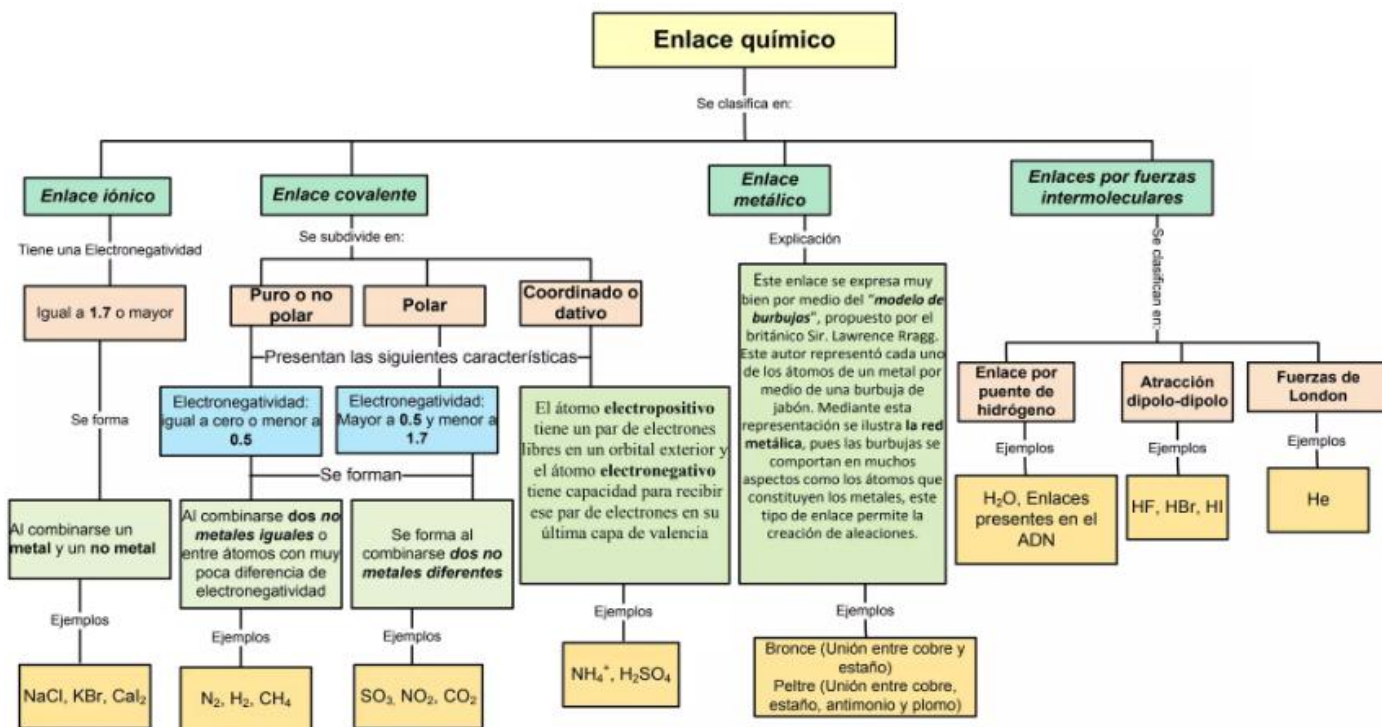 Enlace químico
Se clasifica en:
Enlace iónico
Tiene una Electronegatividad
Igual a 1.7 o mayor
Se forma
Al combinarse un
metal y un no metal
Ejemplos
NaCl, KBr, CaI₂
Enlace covalente
Se subdivide en:
Puro o no
polar
Polar
Coordinado o
dativo
Presentan las siguientes características
Electronegatividad:
igual a cero o menor a
0.5
Electronegatividad:
Mayor a 0.5 y menor a
1.7
Se forman
Al combinarse dos no
metales iguales o
entre átomos con muy
poca diferencia de
electronegatividad
Ejemplos
N₂, H₂, CH₄
Se forma al
combinarse dos no
metales diferentes
Ejemplos
SO₃, NO₂, CO₂
El átomo electropositivo
tiene un par de electrones
libres en un orbital exterior y
el átomo electronegativo
tiene capacidad para recibir
ese par de electrones en su
última capa de valencia
Ejemplos
NH₄⁺, H₂SO₄
Enlace
metálico
Explicación
Este enlace se expresa muy
bien por medio del "modelo de
burbujas", propuesto por el
británico Sir. Lawrence Rragg.
Este autor representó cada uno
de los átomos de un metal por
medio de una burbuja de
jabón. Mediante esta
representación se ilustra la red
metálica, pues las burbujas se
comportan en muchos
aspectos como los átomos que
constituyen los metales, este
tipo de enlace permite la
creación de aleaciones.
Ejemplos
Bronce (Unión entre cobre y
estaño)
Peltre (Unión entre cobre,
estaño, antimonio y plomo)
Enlaces por fuerzas
intermoleculares
Se clasifican en:
Enlace por
puente de
hidrógeno
Ejemplos
H₂O, Enlaces
presentes en el
ADN
Atracción
dipolo-dipolo
Ejemplos
HF, HBr, HI
Fuerzas de
London
Ejemplos
He